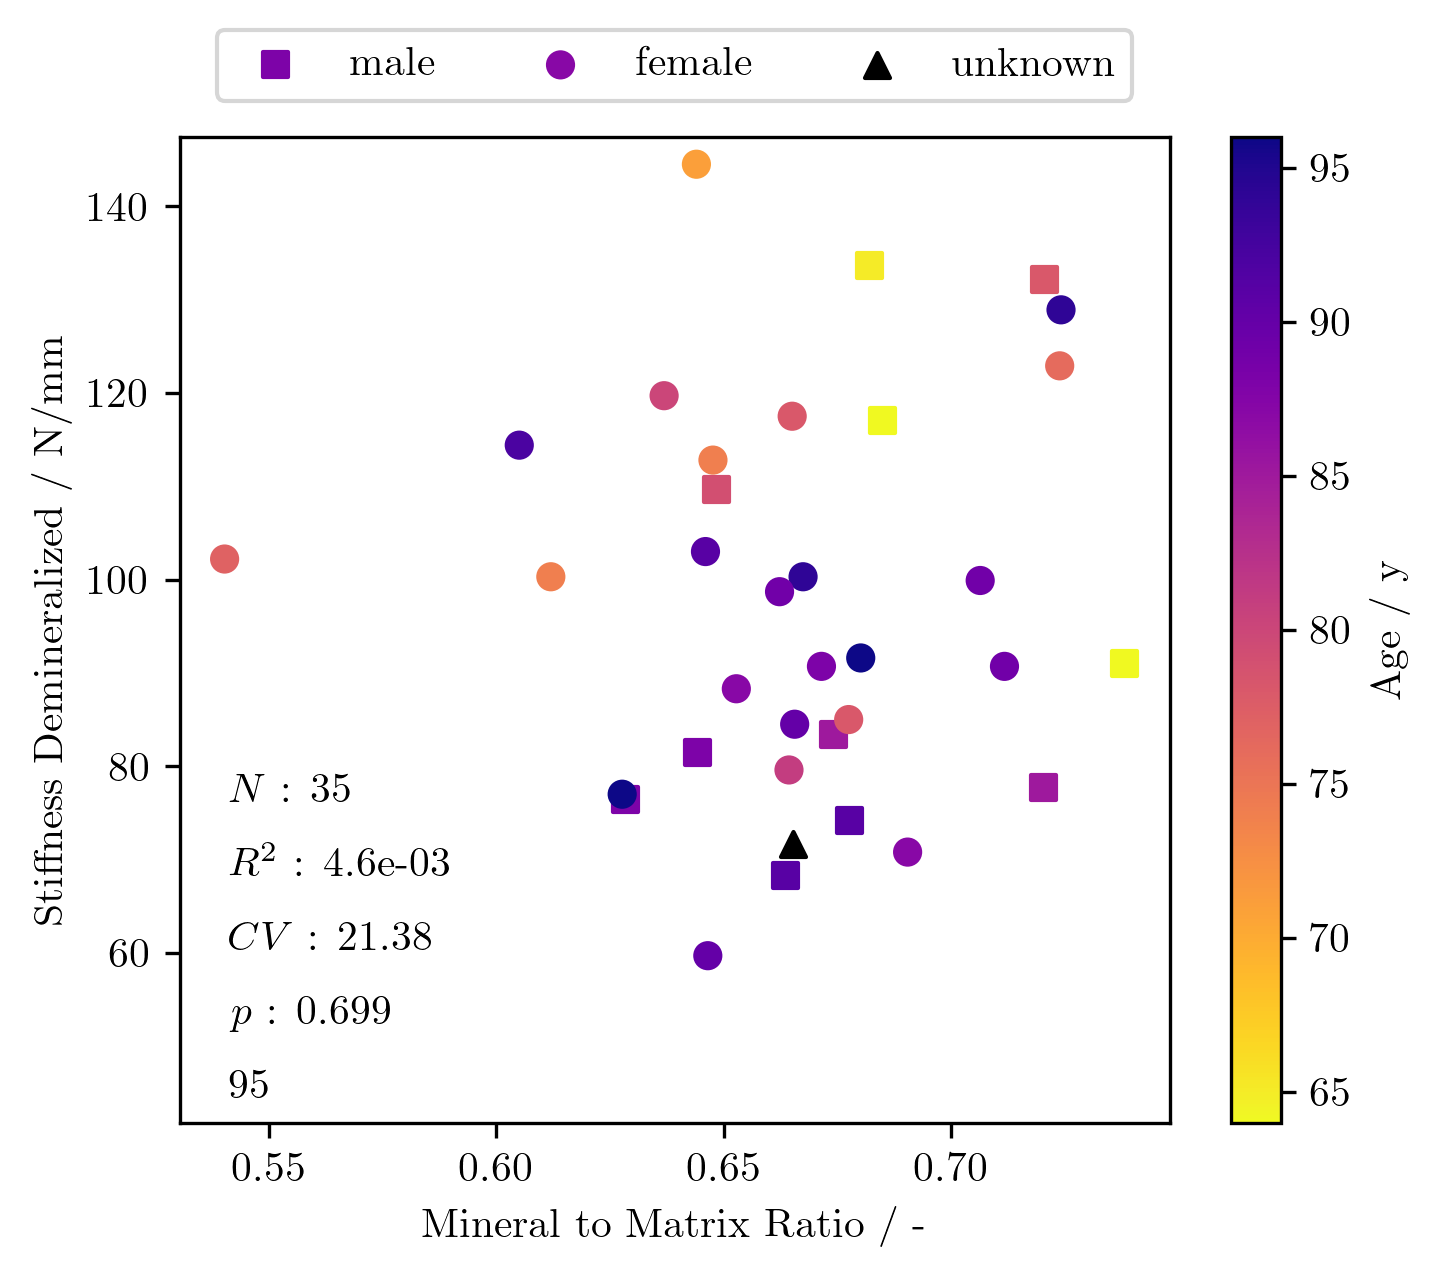 male female unknown
140
120
100
80
60
Stiffness Demineralized / N/mm
N : 35
R² : 4.6e-03
CV : 21.38
p : 0.699
95
0.55 0.60 0.65 0.70
Mineral to Matrix Ratio / -
95
90
85
80
75
70
65
Age / y